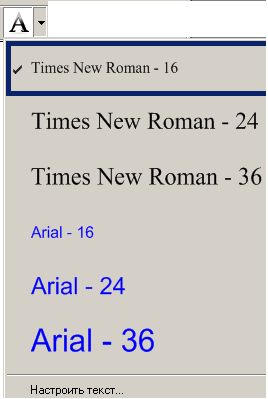 A
Times New Roman - 16
Times New Roman - 24
Times New Roman - 36
Arial - 16
Arial - 24
Arial - 36
Настроить текст...